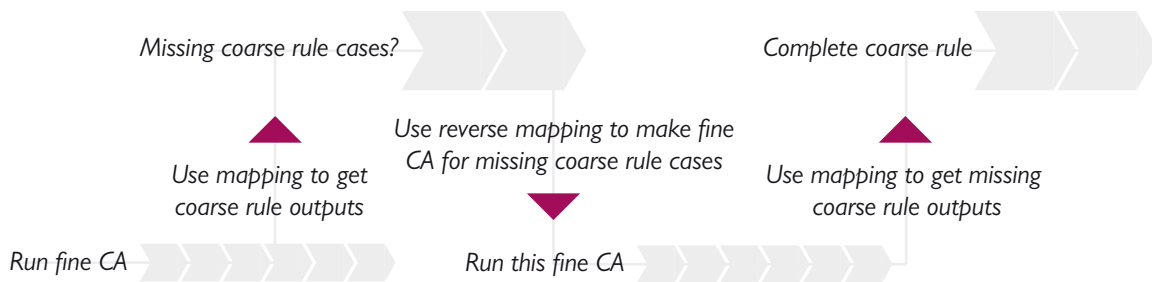 Missing coarse rule cases?
Complete coarse rule
Use reverse mapping to make fine
CA for missing coarse rule cases
Use mapping to get
coarse rule outputs
Use mapping to get missing
coarse rule outputs
Run fine CA
Run this fine CA